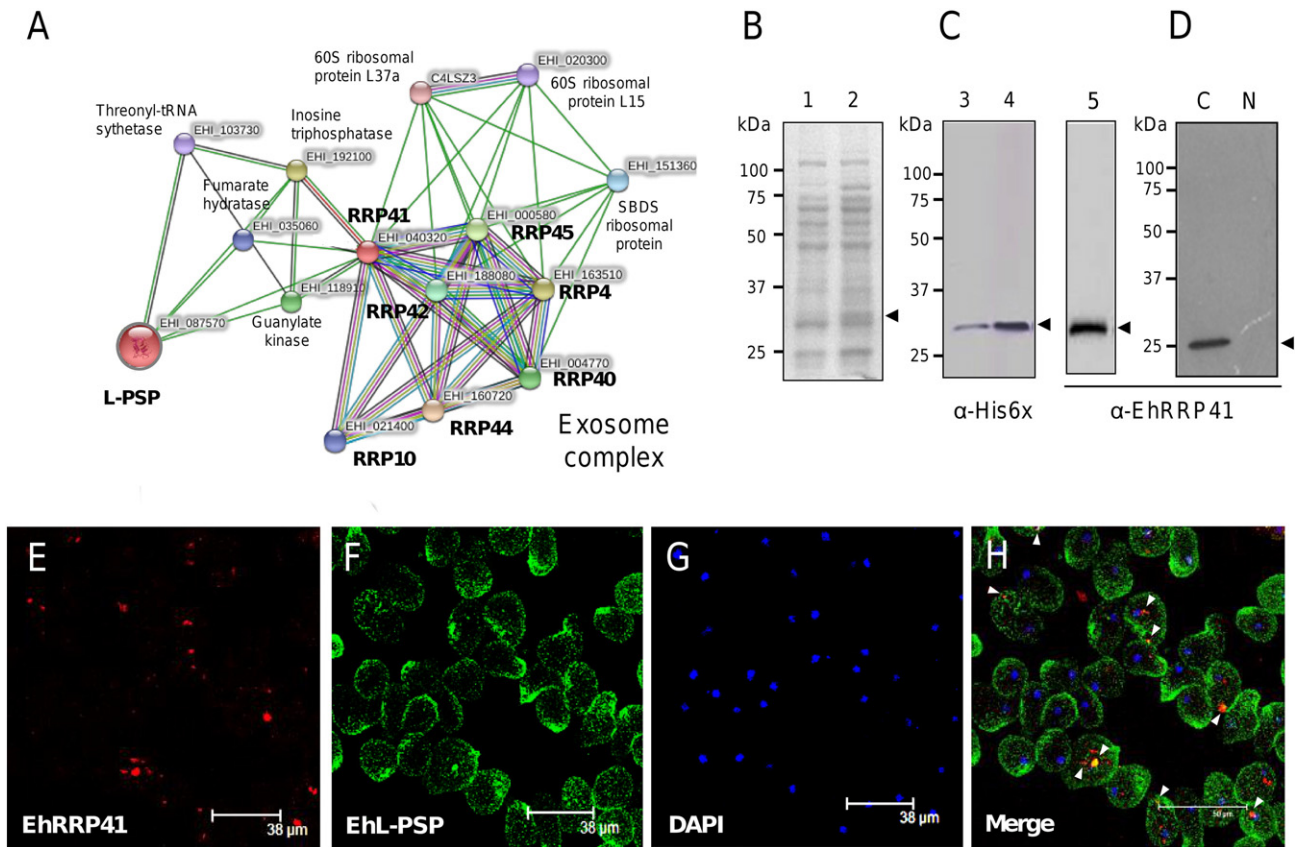 A
60S ribosomal
protein L37a
C4LSZ3
EHI_020300
60S ribosomal
protein L15
Threonyl-tRNA
sythetase
EHI_103730
Inosine
triphosphatase
EHI_192100
EHI_151360
SBDS
ribosomal
protein
Fumarate
hydratase
EHI_035060
RRP41
EHI_040320
EHI_000580
RRP45
EHI_188080
RRP42
EHI_163510
RRP4
EHI_118910
Guanylate
kinase
EHI_087570
L-PSP
EHI_004770
RRP40
EHI_160720
RRP44
EHI_021400
RRP10
Exosome
complex
B
1 2
kDa
100
75
50
37
25
C
3 4
kDa
100
75
50
37
25
α-His6x
5
D
C N
kDa
100
75
50
37
25
α-EhRRP41
E
EhRRP41
38 µm
F
EhL-PSP
38 µm
G
DAPI
38 µm
H
Merge
50 µm